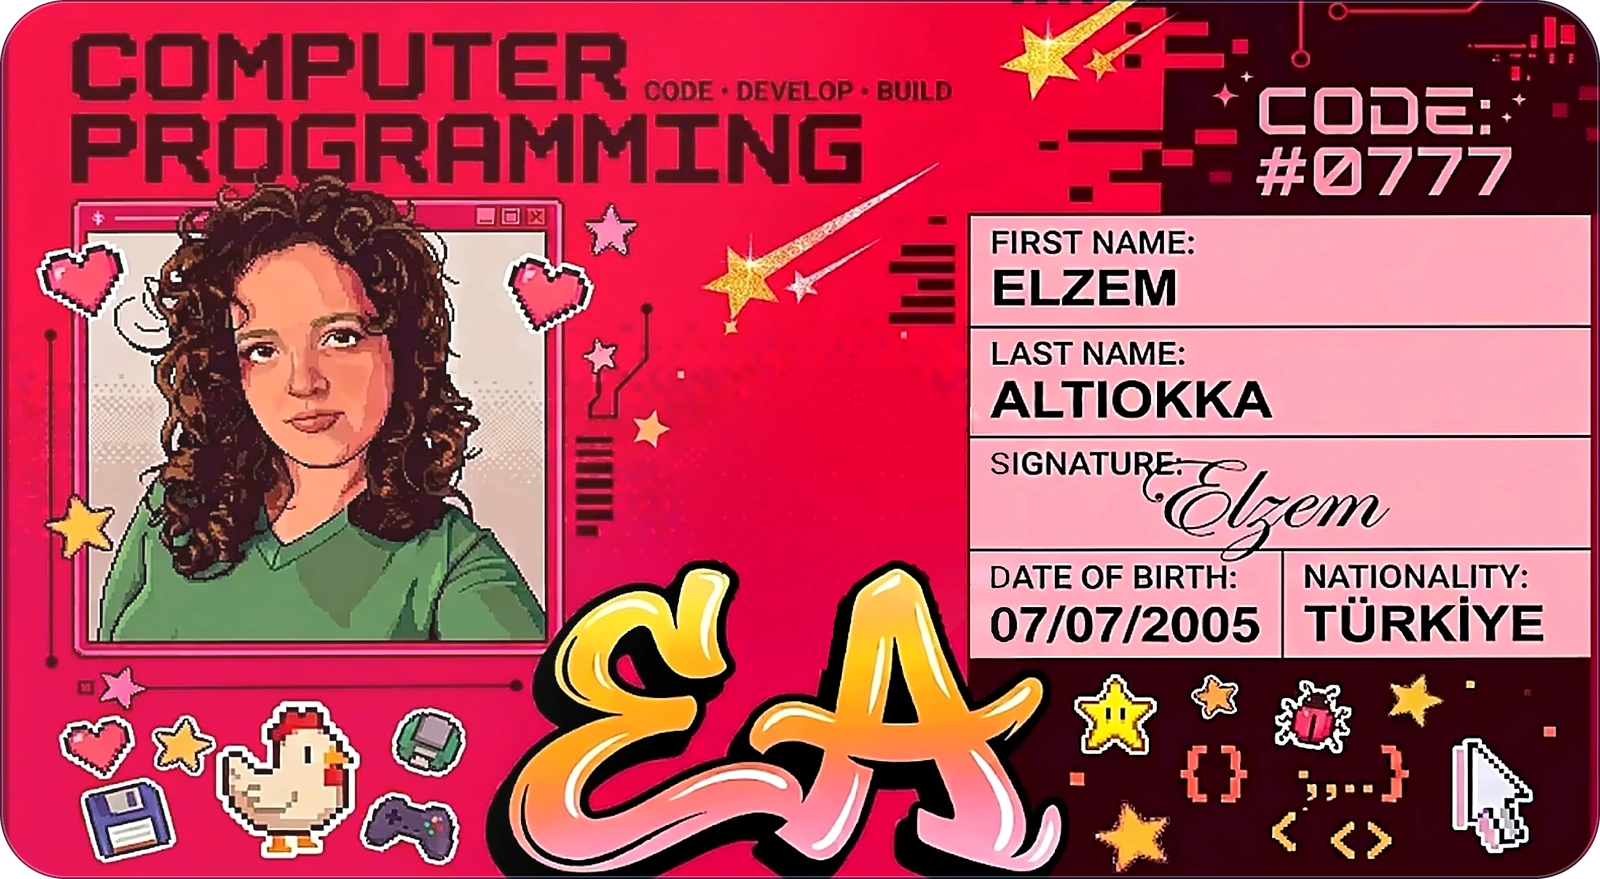 COMPUTER
CODE · DEVELOP · BUILD
PROGRAMMING
CODE:
#0777
FIRST NAME:
ELZEM
LAST NAME:
ALTIOKKA
SIGNATURE:
Elzem
DATE OF BIRTH:
07/07/2005
NATIONALITY:
TÜRKİYE
EA
{} ;,..}
< <>